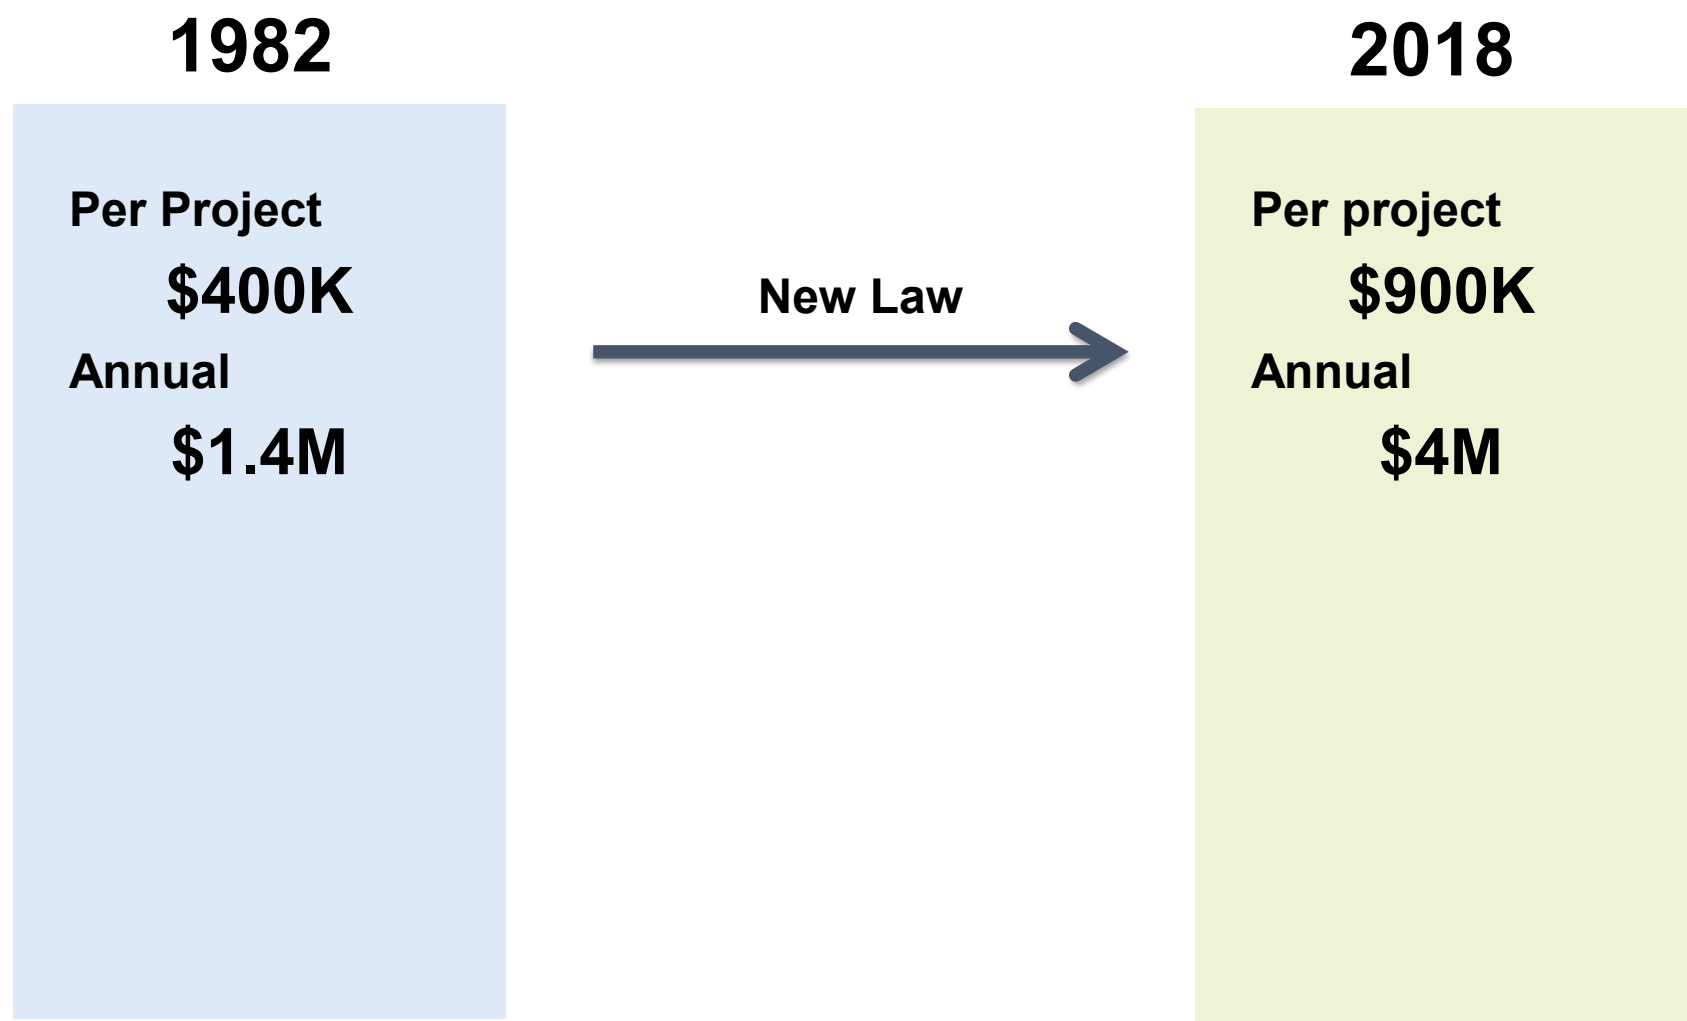 1982
Per Project
$400K
Annual
$1.4M
New Law
2018
Per project
$900K
Annual
$4M